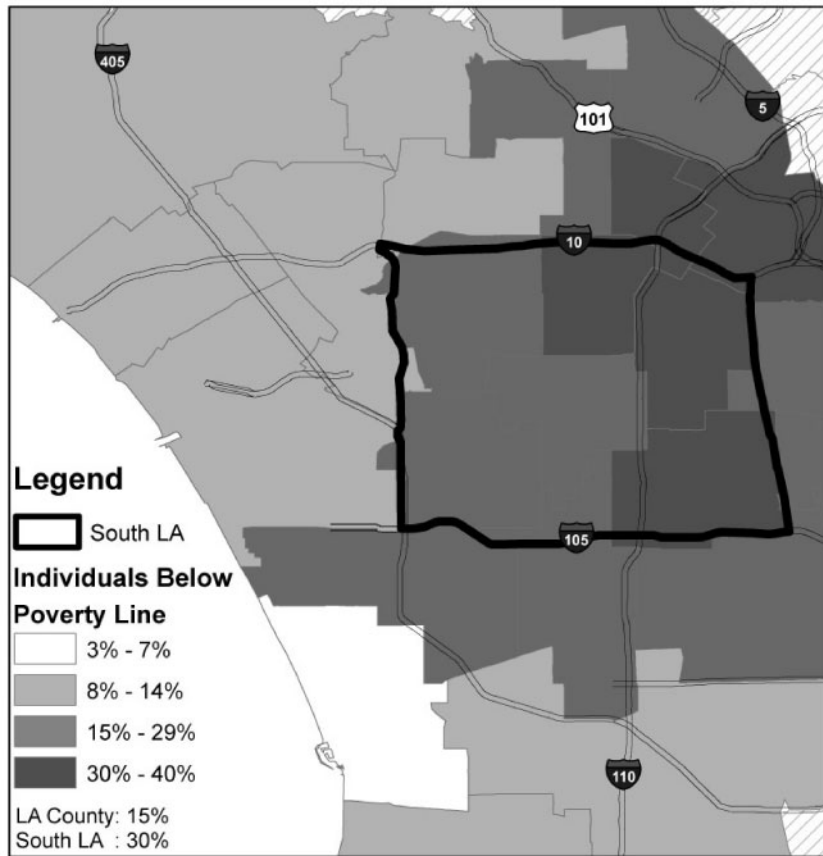 405
5
101
10
Legend
South LA
105
Individuals Below
Poverty Line
3% - 7%
8% - 14%
15% - 29%
30% - 40%
110
LA County: 15%
South LA : 30%